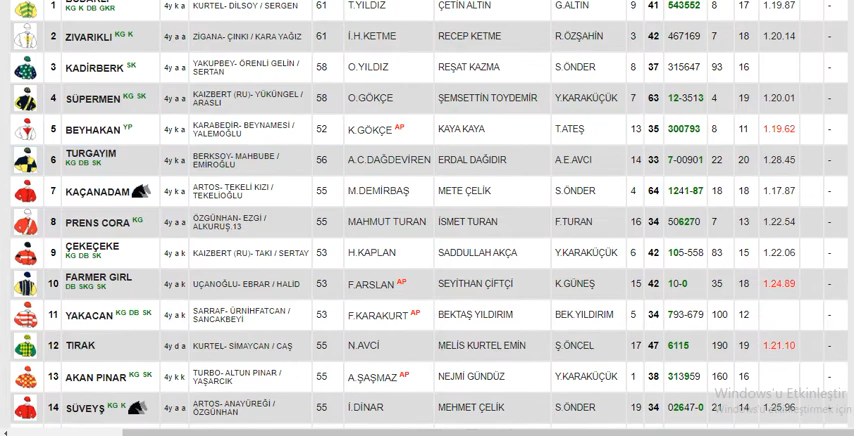 1 4y k a KURTEL- DİLSOY / SERGEN 61 T.YILDIZ ÇETİN ALTIN G.ALTIN 9 41 543552 8 17 1.19.87 -
KG K DB GKR
2 ZIVARIKLI KG K 4y k a ZİGANA- ÇINKI / KARA YAĞIZ 61 İ.H.KETME RECEP KETME R.ÖZŞAHİN 3 42 467169 7 18 1.20.14 -
3 KADİRBERK SK 4y a a YAKUPBEY- ÖRENLİ GELİN / SERTAN 58 O.YILDIZ REŞAT KAZMA S.ÖNDER 8 37 315647 93 16 -
4 SÜPERMEN KG SK 4y a a KAIZBERT (RU)- YÜKÜNGEL / ARASLI 58 O.GÖKÇE ŞEMSETTİN TOYDEMİR Y.KARAKÜÇÜK 7 63 12-3513 4 19 1.20.01 -
5 BEYHAKAN YP 4y k a KARABEDİR- BEYNAMESİ / YALEMOĞLU 52 K.GÖKÇE AP KAYA KAYA T.ATEŞ 13 35 300793 8 11 1.19.62 -
6 TURGAYIM KG DB SK 4y k a BERKSOY- MAHBUBE / EMİROĞLU 56 A.C.DAĞDEVİREN ERDAL DAĞIDIR A.E.AVCI 14 33 7-00901 22 20 1.28.45 -
7 KAÇANADAM 4y k a ARTOS- TEKELİ KIZI / TEKELİOĞLU 55 M.DEMİRBAŞ METE ÇELİK S.ÖNDER 4 64 1241-87 18 18 1.17.87 -
8 PRENS CORA KG 4y a a ÖZGÜNHAN- EZGİ / ALKURUŞ.13 55 MAHMUT TURAN İSMET TURAN F.TURAN 16 34 506270 7 13 1.22.54 -
9 ÇEKEÇEKE KG DB SK 4y a k KAIZBERT (RU)- TAKI / SERTAY 53 H.KAPLAN SADDULLAH AKÇA Y.KARAKÜÇÜK 6 42 105-558 83 15 1.22.06 -
10 FARMER GIRL DB SKG SK 4y a k UÇANOĞLU- EBRAR / HALİD 53 F.ARSLAN AP SEYİTHAN ÇİFTÇİ K.GÜNEŞ 15 42 10-0 35 18 1.24.89 -
11 YAKACAN KG DB SK 4y a k SARRAF- ÜRNİHFATCAN / SANCAKBEYİ 53 F.KARAKURT AP BEKTAŞ YILDIRIM BEK.YILDIRIM 5 34 793-679 100 12 -
12 TIRAK 4y d a KURTEL- SİMAYCAN / CAŞ 55 N.AVCİ MELİS KURTEL EMİN Ş.ÖNCEL 17 47 6115 190 19 1.21.10 -
13 AKAN PINAR KG SK 4y k k TURBO- ALTUN PINAR / YAŞARCIK 55 A.ŞAŞMAZ AP NEJMİ GÜNDÜZ Y.KARAKÜÇÜK 1 38 313959 160 16 -
Windows'u Etkinleştir
14 SÜVEYŞ KG K 4y a a ARTOS- ANAYÜREĞİ / ÖZGÜNHAN 55 İ.DİNAR MEHMET ÇELİK S.ÖNDER 19 34 02647-0 21 14 1.25.96 -
Windows'u etkinleştirmek için